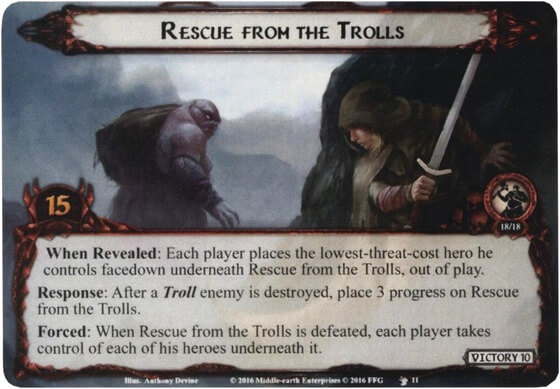 Rescue from the Trolls
15
18/18
When Revealed: Each player places the lowest-threat-cost hero he
controls facedown underneath Rescue from the Trolls, out of play.
Response: After a Troll enemy is destroyed, place 3 progress on Rescue
from the Trolls.
Forced: When Rescue from the Trolls is defeated, each player takes
control of each of his heroes underneath it.
Victory 10
Illus. Anthony Devine © 2016 Middle-earth Enterprises © 2016 FFG 11